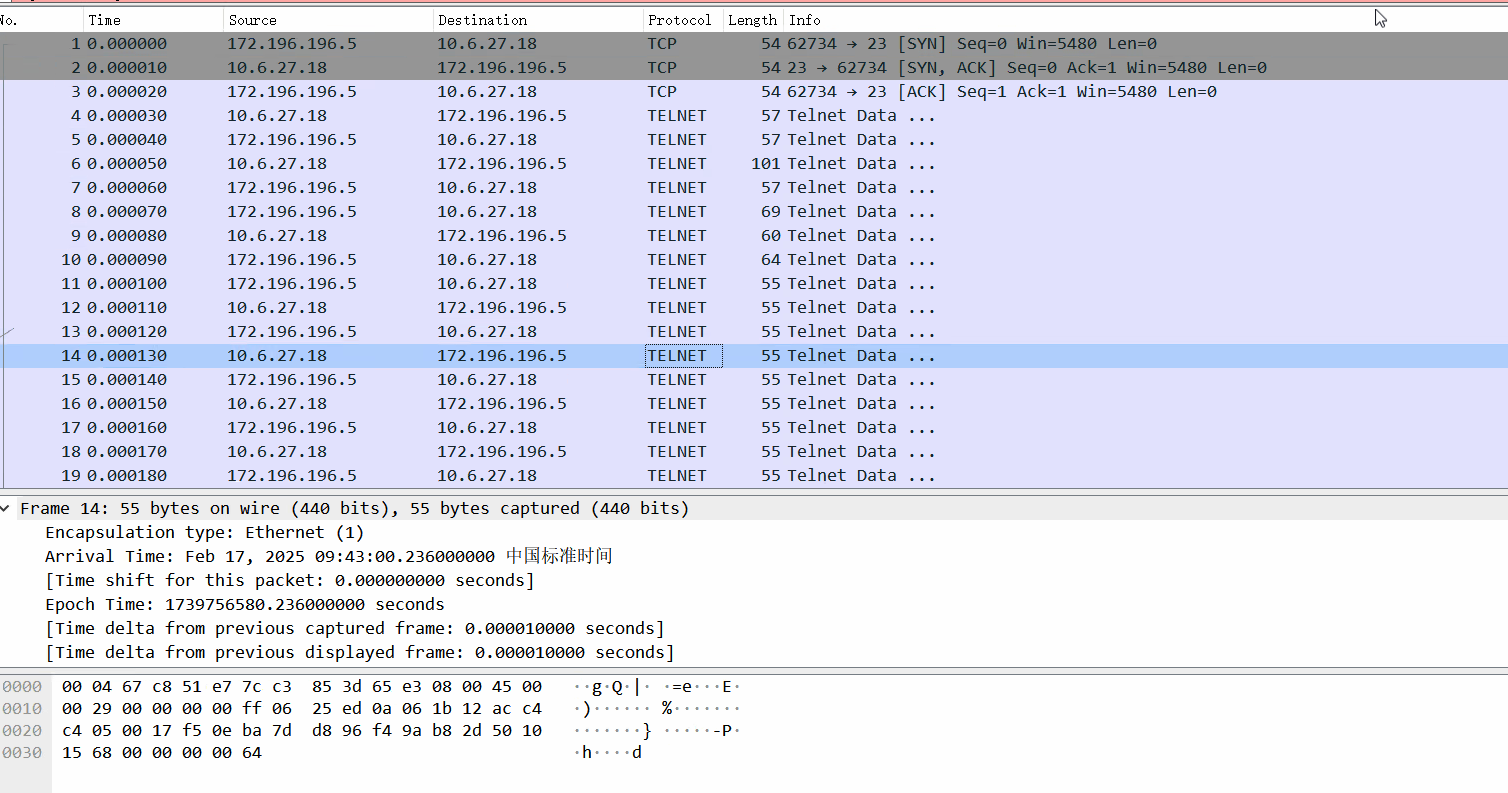 No. Time Source Destination Protocol Length Info
1 0.000000 172.196.196.5 10.6.27.18 TCP 54 62734 → 23 [SYN] Seq=0 Win=5480 Len=0
2 0.000010 10.6.27.18 172.196.196.5 TCP 54 23 → 62734 [SYN, ACK] Seq=0 Ack=1 Win=5480 Len=0
3 0.000020 172.196.196.5 10.6.27.18 TCP 54 62734 → 23 [ACK] Seq=1 Ack=1 Win=5480 Len=0
4 0.000030 10.6.27.18 172.196.196.5 TELNET 57 Telnet Data ...
5 0.000040 172.196.196.5 10.6.27.18 TELNET 57 Telnet Data ...
6 0.000050 10.6.27.18 172.196.196.5 TELNET 101 Telnet Data ...
7 0.000060 172.196.196.5 10.6.27.18 TELNET 57 Telnet Data ...
8 0.000070 172.196.196.5 10.6.27.18 TELNET 69 Telnet Data ...
9 0.000080 10.6.27.18 172.196.196.5 TELNET 60 Telnet Data ...
10 0.000090 10.6.27.18 172.196.196.5 TELNET 64 Telnet Data ...
11 0.000100 172.196.196.5 10.6.27.18 TELNET 55 Telnet Data ...
12 0.000110 10.6.27.18 172.196.196.5 TELNET 55 Telnet Data ...
13 0.000120 172.196.196.5 10.6.27.18 TELNET 55 Telnet Data ...
14 0.000130 10.6.27.18 172.196.196.5 TELNET 55 Telnet Data ...
15 0.000140 172.196.196.5 10.6.27.18 TELNET 55 Telnet Data ...
16 0.000150 10.6.27.18 172.196.196.5 TELNET 55 Telnet Data ...
17 0.000160 172.196.196.5 10.6.27.18 TELNET 55 Telnet Data ...
18 0.000170 10.6.27.18 172.196.196.5 TELNET 55 Telnet Data ...
19 0.000180 172.196.196.5 10.6.27.18 TELNET 55 Telnet Data ...
Frame 14: 55 bytes on wire (440 bits), 55 bytes captured (440 bits)
Encapsulation type: Ethernet (1)
Arrival Time: Feb 17, 2025 09:43:00.236000000 中国标准时间
[Time shift for this packet: 0.000000000 seconds]
Epoch Time: 1739756580.236000000 seconds
[Time delta from previous captured frame: 0.000010000 seconds]
[Time delta from previous displayed frame: 0.000010000 seconds]
0000 00 04 67 c8 51 e7 7c c3 85 3d 65 e3 08 00 45 00 ··g·Q·|· ·=e···E·
0010 00 29 00 00 00 00 ff 06 25 ed 0a 06 1b 12 ac c4 ·)······ %·······
0020 c4 05 00 17 f5 0e ba 7d d8 96 f4 9a b8 2d 50 10 ·······} ·····-P·
0030 15 68 00 00 00 00 64 ·h····d